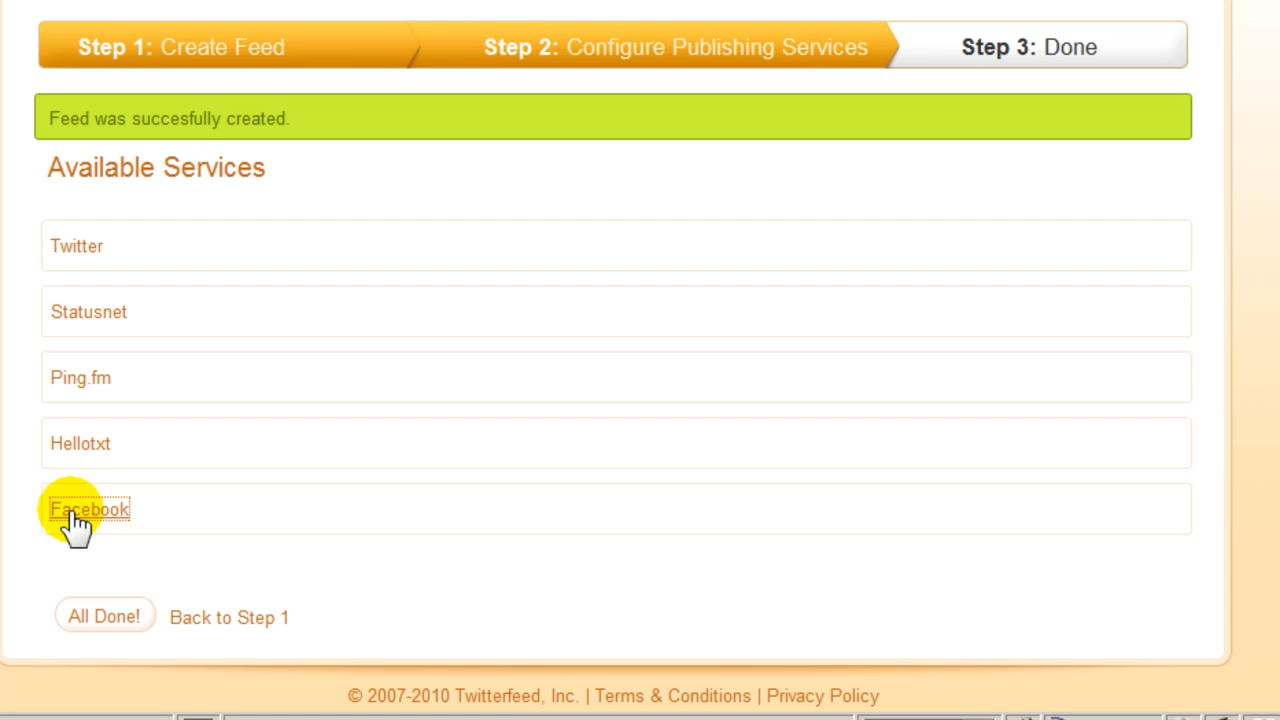 Step 1: Create Feed
Step 2: Configure Publishing Services
Step 3: Done
Feed was succesfully created.
Available Services
Twitter
Statusnet
Ping.fm
Hellotxt
Facebook
All Done! Back to Step 1
© 2007-2010 Twitterfeed, Inc. | Terms & Conditions | Privacy Policy